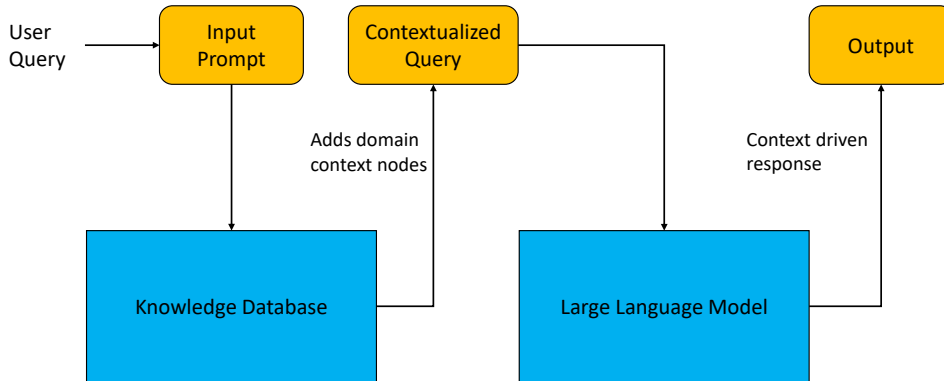 User
Query
Input
Prompt
Contextualized
Query
Output
Adds domain
context nodes
Context driven
response
Knowledge Database
Large Language Model